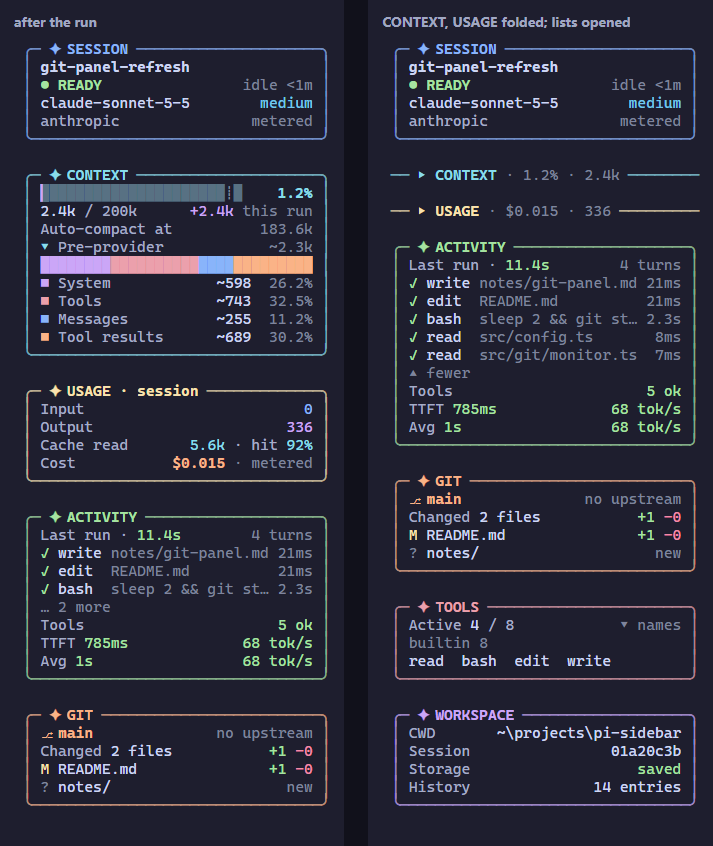 after the run
✦ SESSION
git-panel-refresh
● READY idle <1m
claude-sonnet-5-5 medium
anthropic metered
✦ CONTEXT
1.2%
2.4k / 200k +2.4k this run
Auto-compact at 183.6k
▾ Pre-provider ~2.3k
■ System ~598 26.2%
■ Tools ~743 32.5%
■ Messages ~255 11.2%
■ Tool results ~689 30.2%
✦ USAGE · session
Input 0
Output 336
Cache read 5.6k · hit 92%
Cost $0.015 · metered
✦ ACTIVITY
Last run · 11.4s 4 turns
✓ write notes/git-panel.md 21ms
✓ edit README.md 21ms
✓ bash sleep 2 && git st… 2.3s
… 2 more
Tools 5 ok
TTFT 785ms 68 tok/s
Avg 1s 68 tok/s
✦ GIT
⎇ main no upstream
Changed 2 files +1 −0
M README.md +1 −0
? notes/ new
CONTEXT, USAGE folded; lists opened
✦ SESSION
git-panel-refresh
● READY idle <1m
claude-sonnet-5-5 medium
anthropic metered
▸ CONTEXT · 1.2% · 2.4k
▸ USAGE · $0.015 · 336
✦ ACTIVITY
Last run · 11.4s 4 turns
✓ write notes/git-panel.md 21ms
✓ edit README.md 21ms
✓ bash sleep 2 && git st… 2.3s
✓ read src/config.ts 8ms
✓ read src/git/monitor.ts 7ms
▴ fewer
Tools 5 ok
TTFT 785ms 68 tok/s
Avg 1s 68 tok/s
✦ GIT
⎇ main no upstream
Changed 2 files +1 −0
M README.md +1 −0
? notes/ new
✦ TOOLS
Active 4 / 8 ▾ names
builtin 8
read bash edit write
✦ WORKSPACE
CWD ~\projects\pi-sidebar
Session 01a20c3b
Storage saved
History 14 entries